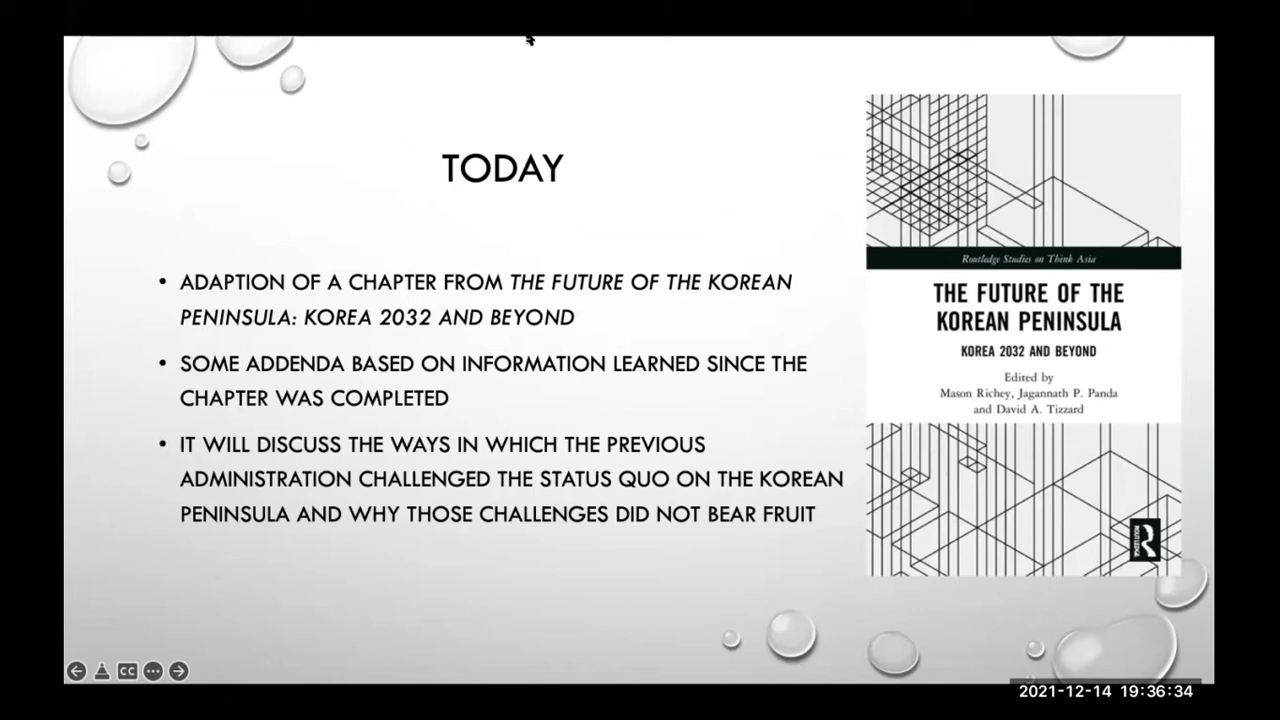 TODAY
• ADAPTION OF A CHAPTER FROM THE FUTURE OF THE KOREAN
PENINSULA: KOREA 2032 AND BEYOND
• SOME ADDENDA BASED ON INFORMATION LEARNED SINCE THE
CHAPTER WAS COMPLETED
• IT WILL DISCUSS THE WAYS IN WHICH THE PREVIOUS
ADMINISTRATION CHALLENGED THE STATUS QUO ON THE KOREAN
PENINSULA AND WHY THOSE CHALLENGES DID NOT BEAR FRUIT
Routledge Studies on Think Asia
THE FUTURE OF THE
KOREAN PENINSULA
KOREA 2032 AND BEYOND
Edited by
Mason Richey, Jagannath P. Panda
and David A. Tizzard
ROUTLEDGE
CC
2021-12-14 19:36:34